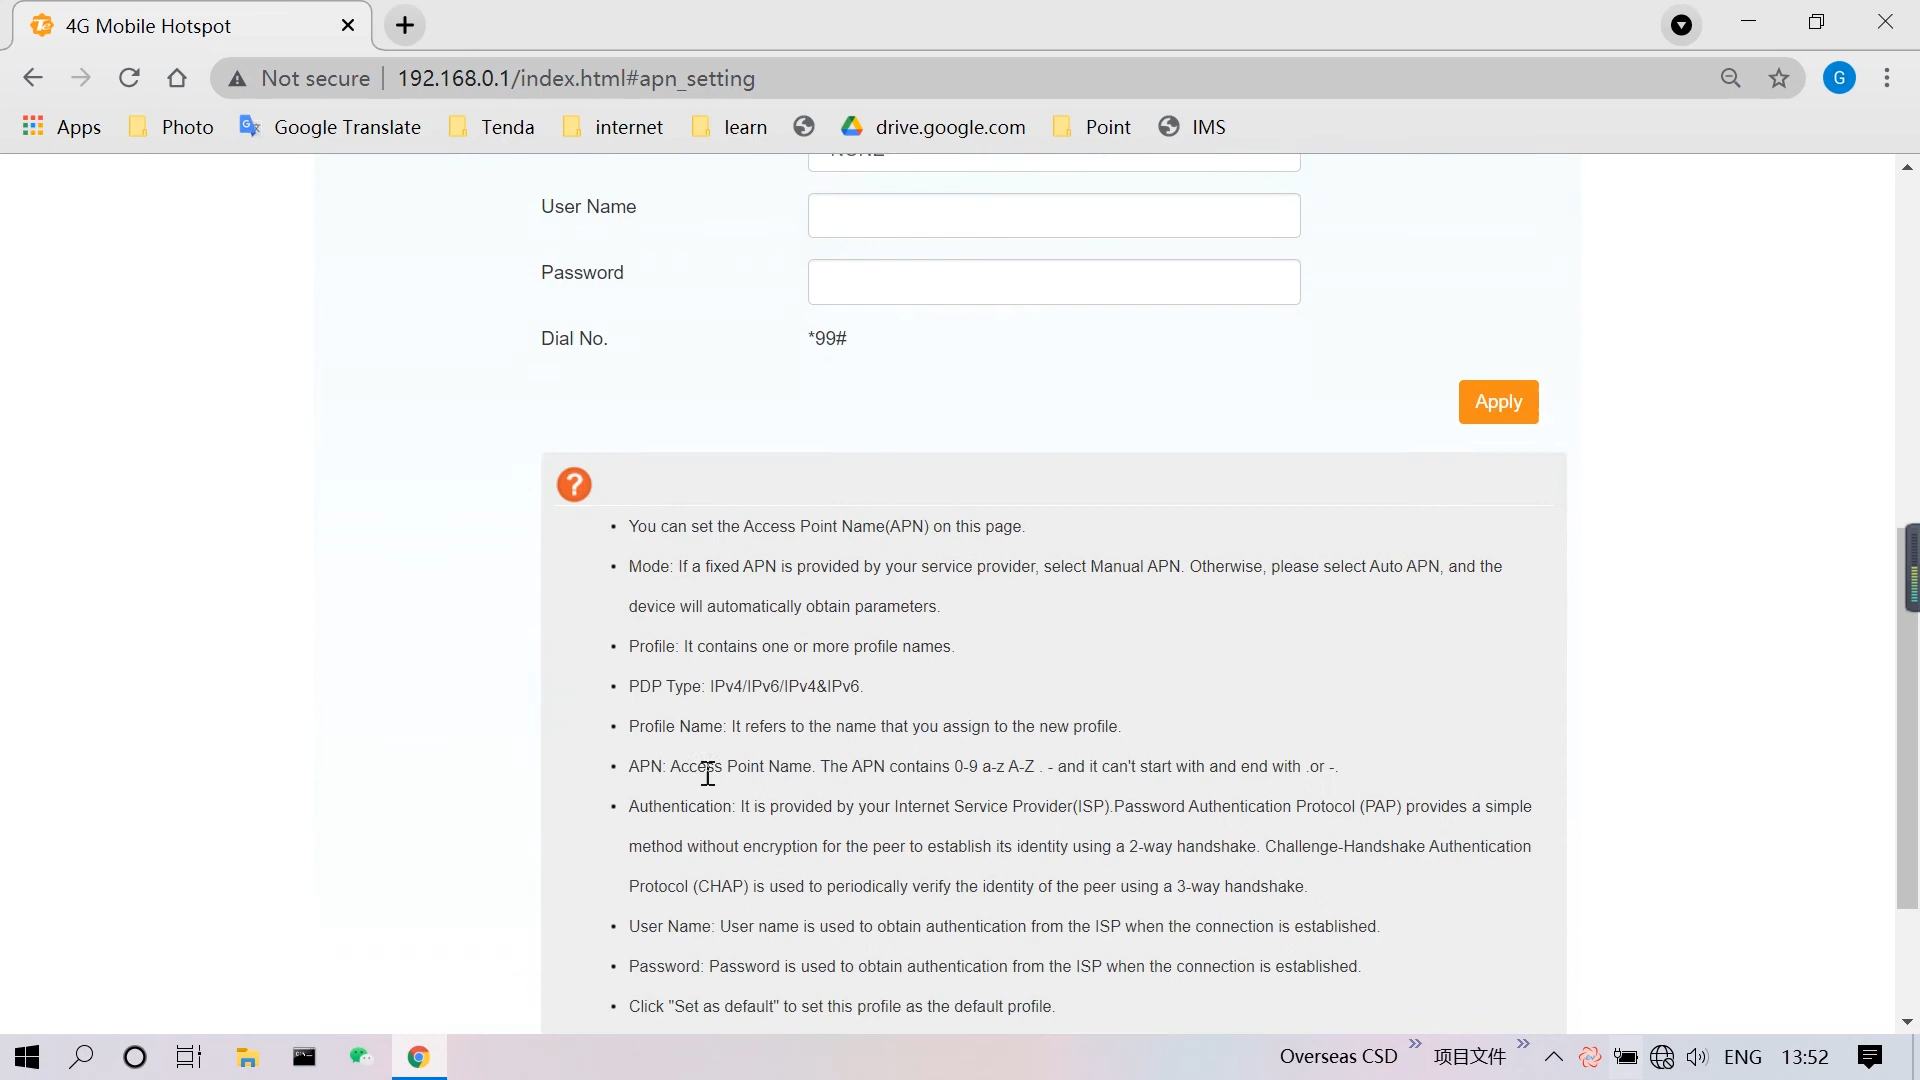 4G Mobile Hotspot
Not secure 192.168.0.1/index.html#apn_setting
G
Apps Photo Google Translate Tenda internet learn drive.google.com Point IMS
User Name
Password
Dial No. *99#
Apply
?
• You can set the Access Point Name(APN) on this page.
• Mode: If a fixed APN is provided by your service provider, select Manual APN. Otherwise, please select Auto APN, and the
device will automatically obtain parameters.
• Profile: It contains one or more profile names.
• PDP Type: IPv4/IPv6/IPv4&IPv6.
• Profile Name: It refers to the name that you assign to the new profile.
• APN: Access Point Name. The APN contains 0-9 a-z A-Z . - and it can't start with and end with .or -.
• Authentication: It is provided by your Internet Service Provider(ISP).Password Authentication Protocol (PAP) provides a simple
method without encryption for the peer to establish its identity using a 2-way handshake. Challenge-Handshake Authentication
Protocol (CHAP) is used to periodically verify the identity of the peer using a 3-way handshake.
• User Name: User name is used to obtain authentication from the ISP when the connection is established.
• Password: Password is used to obtain authentication from the ISP when the connection is established.
• Click "Set as default" to set this profile as the default profile.
Overseas CSD » 项目文件 » ENG 13:52